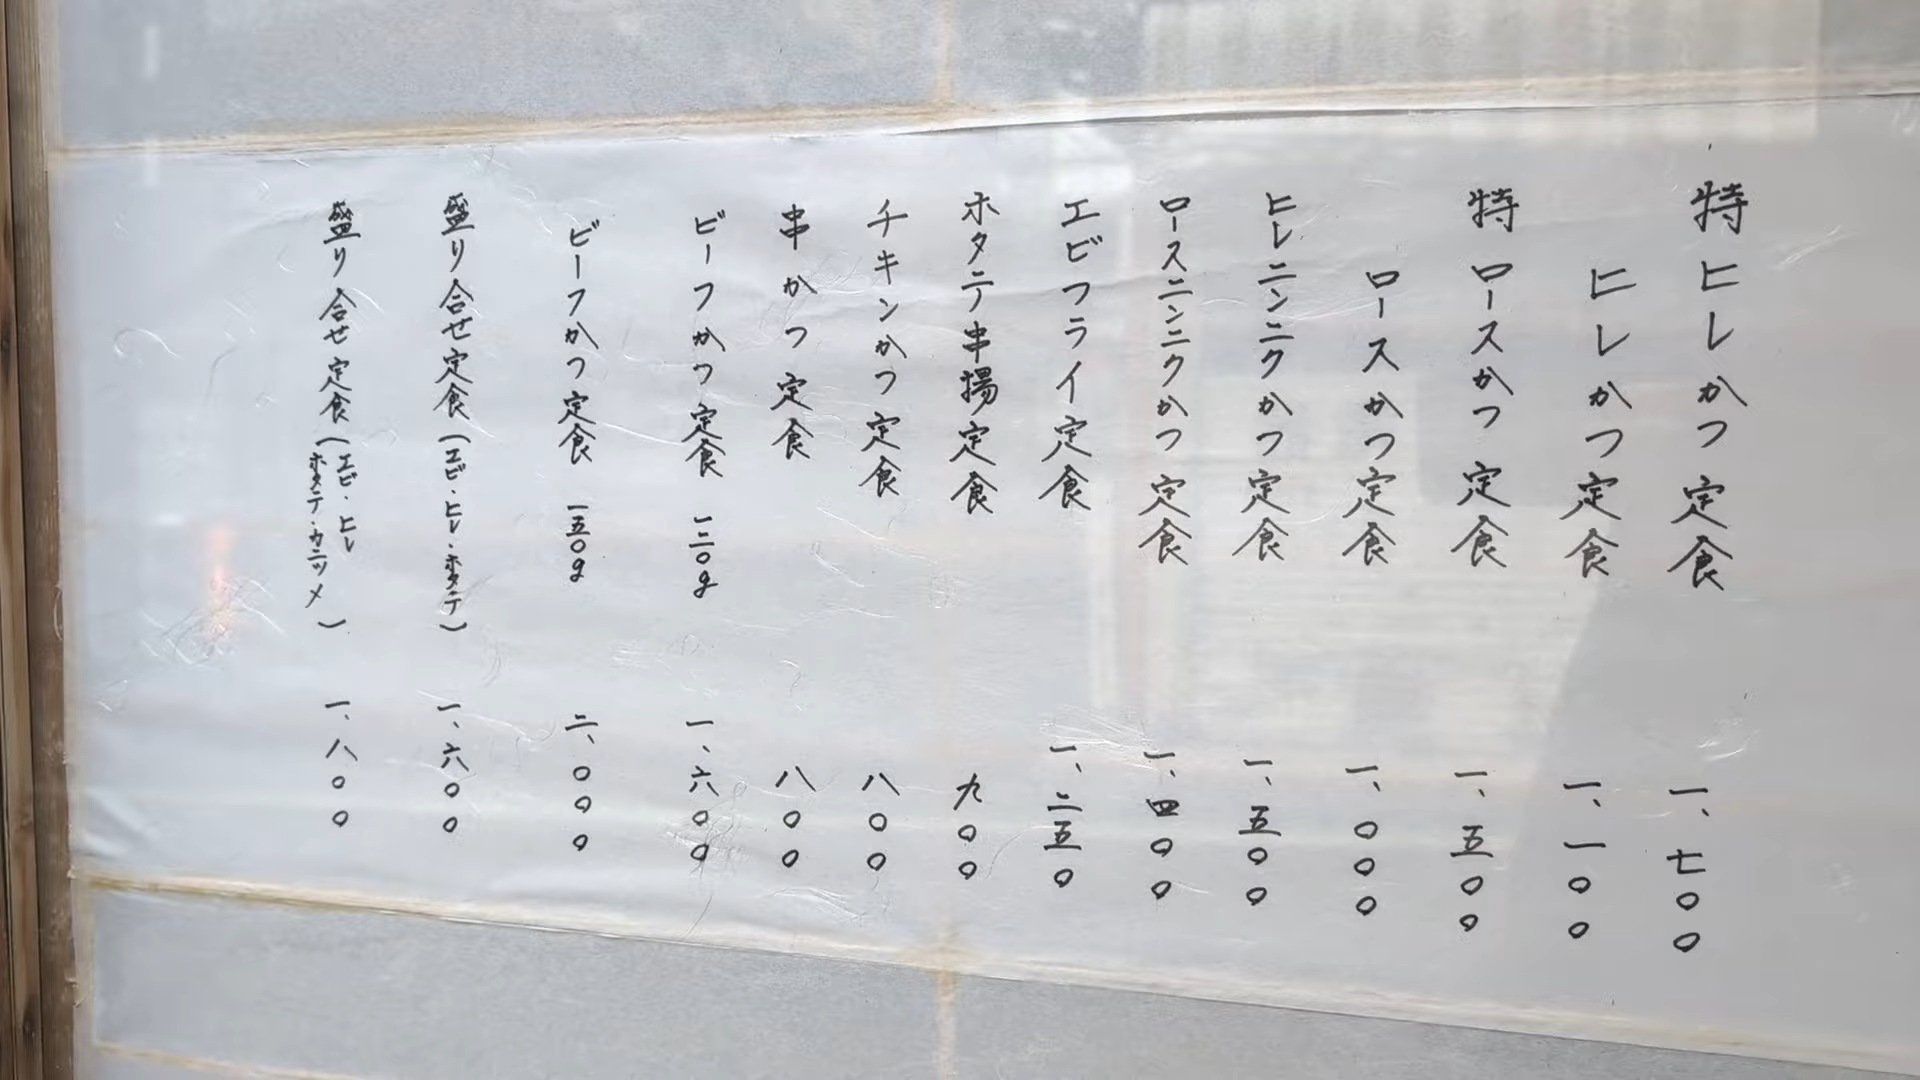 特ヒレかつ定食 一、七〇〇
ヒレかつ定食 一、一〇〇
特ロースかつ定食 一、五〇〇
ロースかつ定食 一、〇〇〇
ヒレニンニクかつ定食 一、五〇〇
ロースニンニクかつ定食 一、四〇〇
エビフライ定食 一、二五〇
ホタテ串揚定食 九〇〇
チキンかつ定食 八〇〇
串かつ定食 八〇〇
ビーフかつ定食 一二〇g 一、六〇〇
ビーフかつ定食 一五〇g 二、〇〇〇
盛り合せ定食(エビ・ヒレ・ホタテ) 一、六〇〇
盛り合せ定食(エビ・ヒレ ホタテ・カニツメ) 一、八〇〇